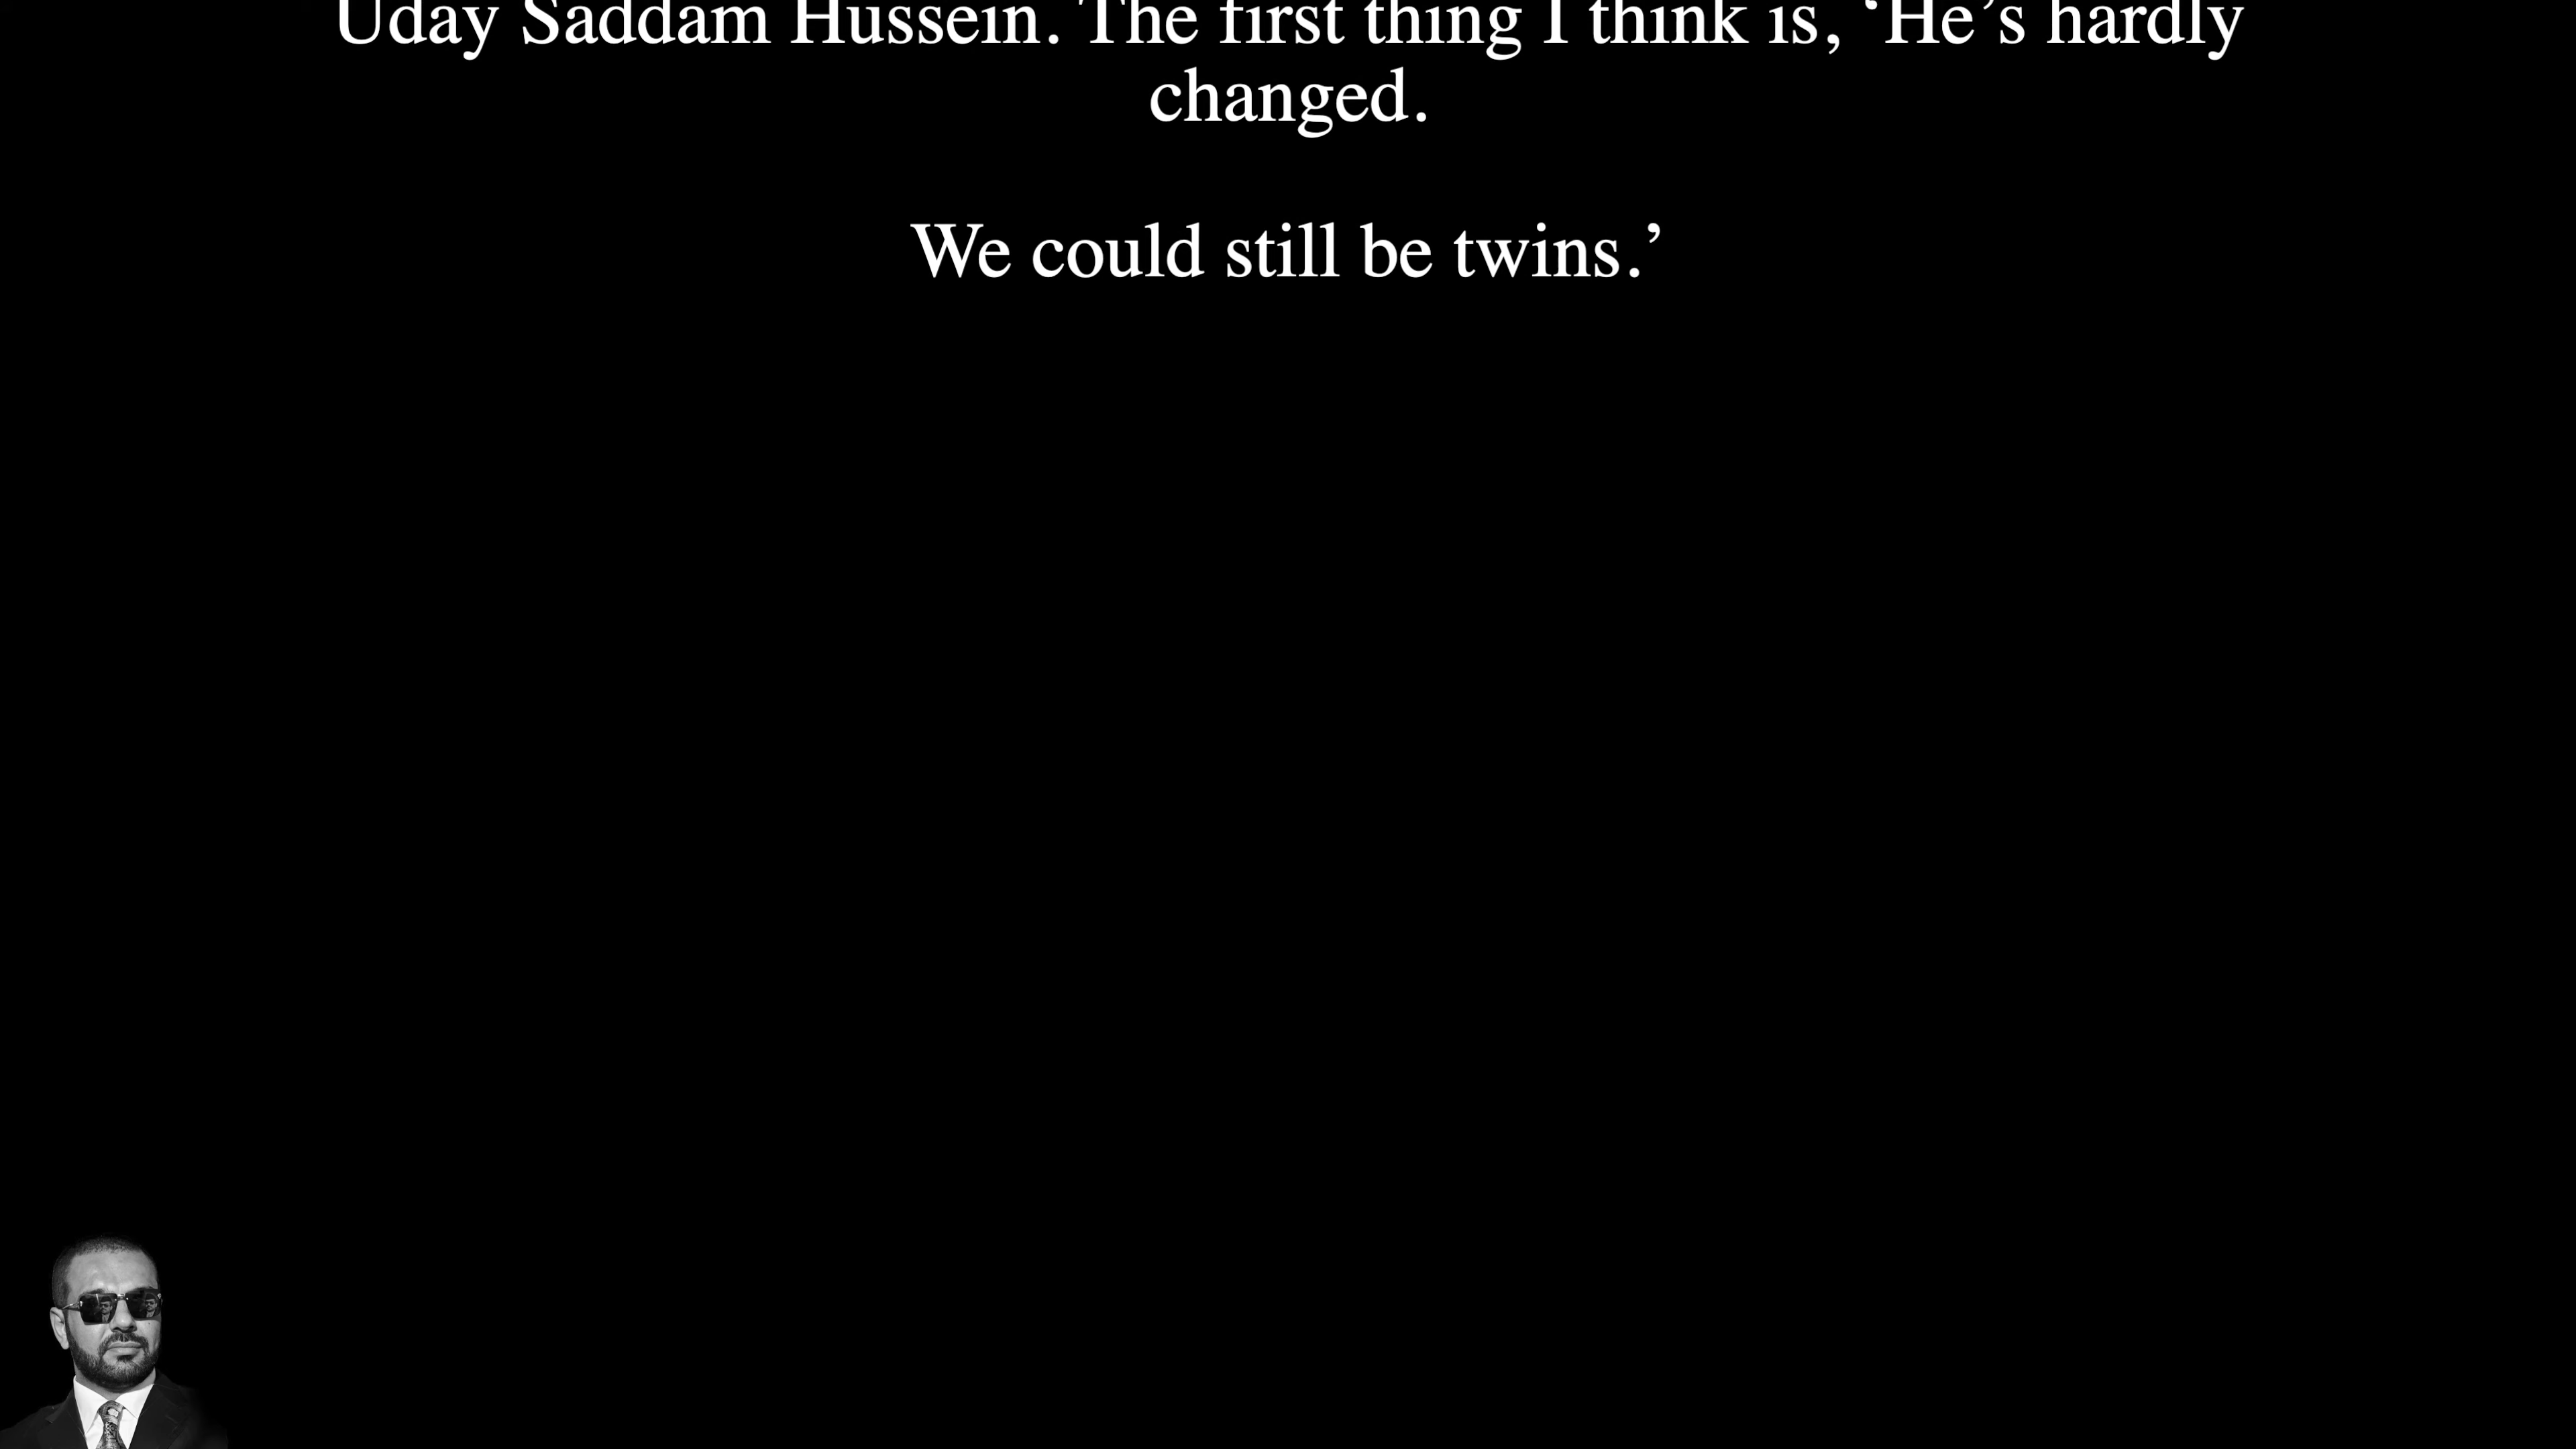 Uday Saddam Hussein. The first thing I think is, ‘He’s hardly
changed.
We could still be twins.’